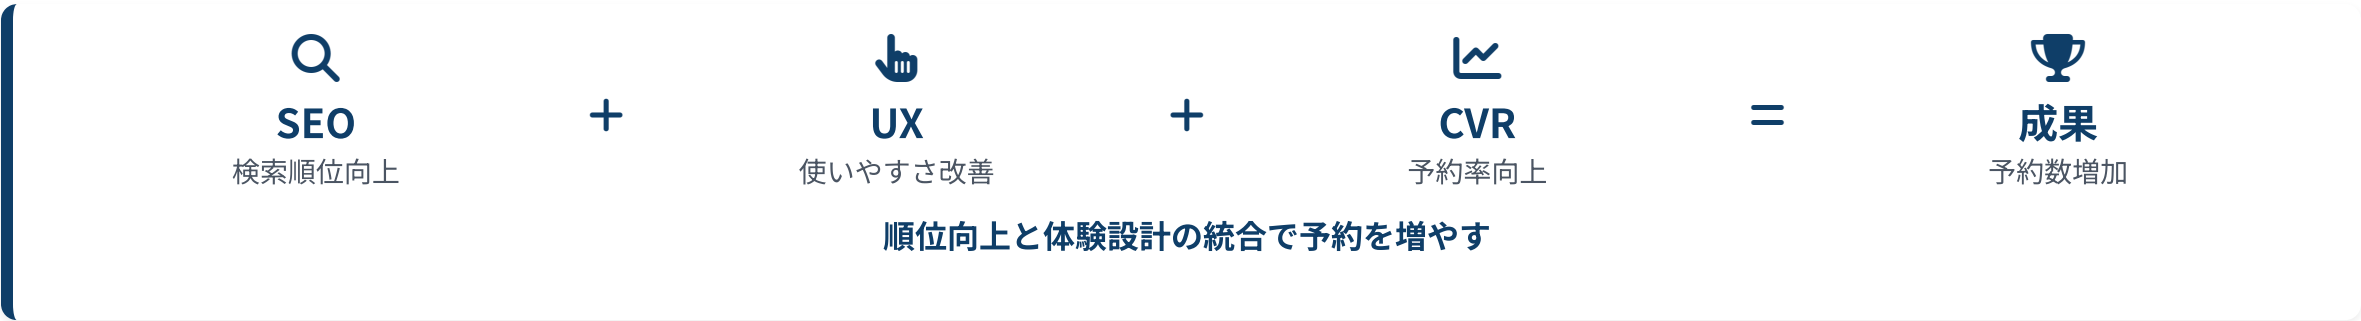 SEO
検索順位向上
+
UX
使いやすさ改善
+
CVR
予約率向上
=
成果
予約数増加
順位向上と体験設計の統合で予約を増やす